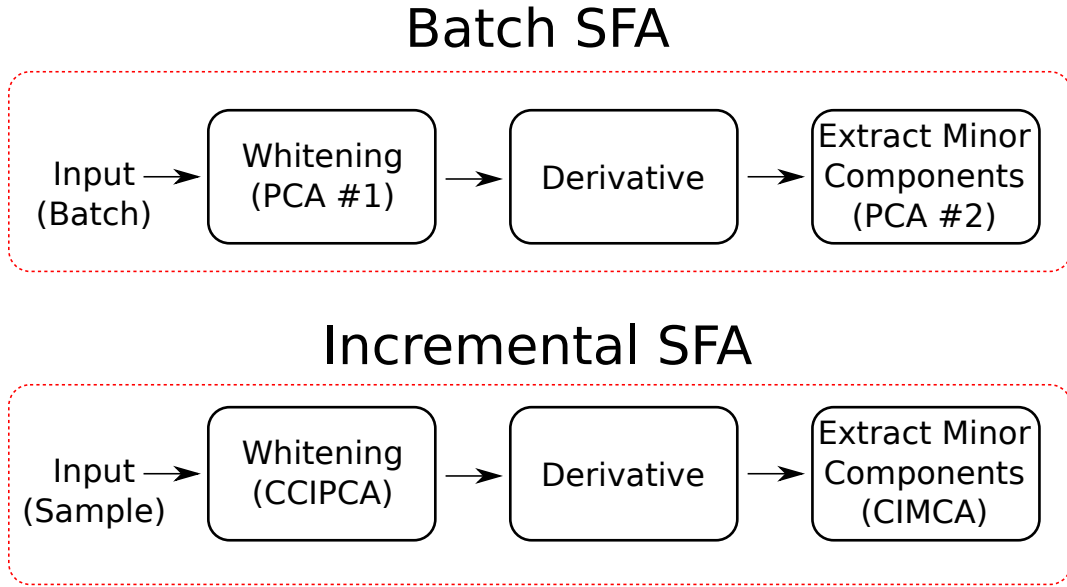 Batch SFA
Input
(Batch)
Whitening
(PCA #1)
Derivative
Extract Minor
Components
(PCA #2)
Incremental SFA
Input
(Sample)
Whitening
(CCIPCA)
Derivative
Extract Minor
Components
(CIMCA)